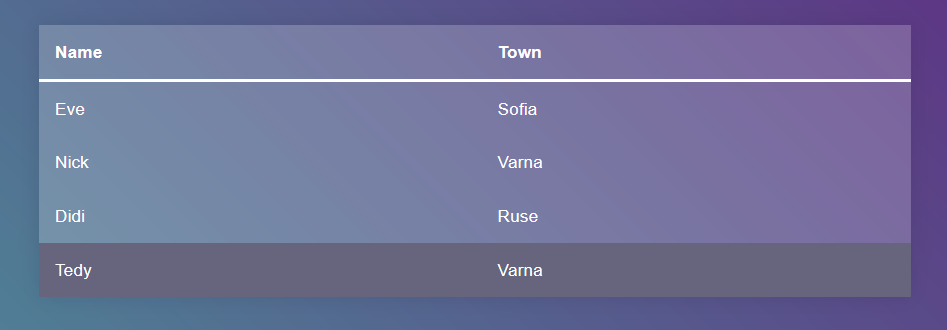 Name Town
Eve Sofia
Nick Varna
Didi Ruse
Tedy Varna